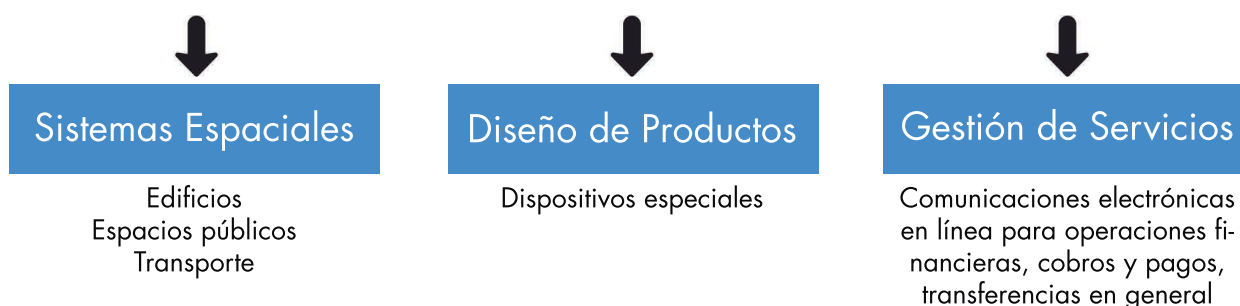 Sistemas Espaciales
Edificios
Espacios públicos
Transporte
Diseño de Productos
Dispositivos especiales
Gestión de Servicios
Comunicaciones electrónicas
en línea para operaciones fi-
nancieras, cobros y pagos,
transferencias en general